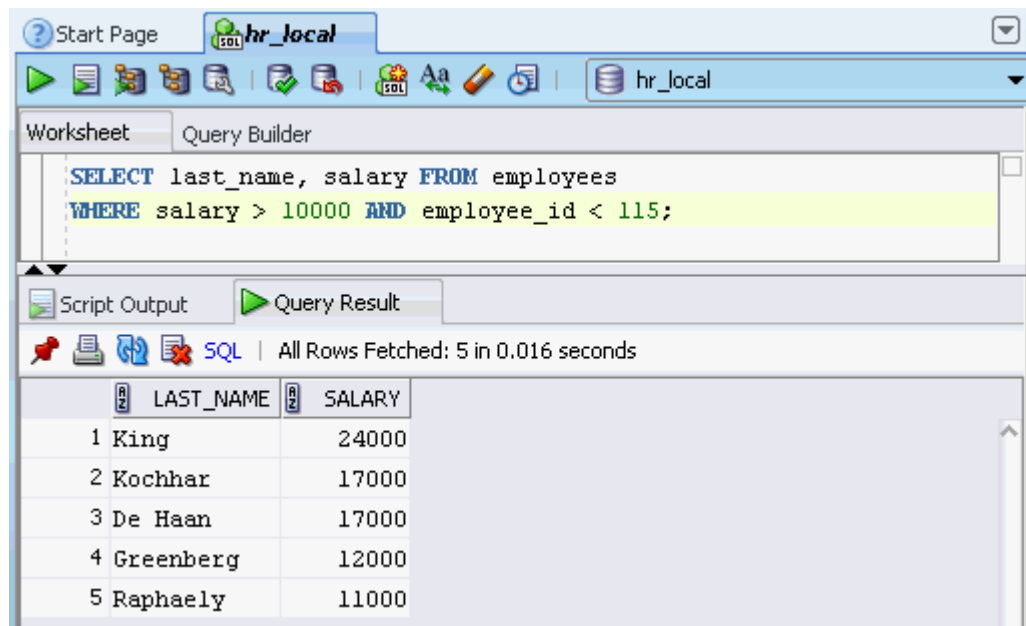 Start Page hr_local
hr_local
Worksheet Query Builder
SELECT last_name, salary FROM employees
WHERE salary > 10000 AND employee_id < 115;
Script Output Query Result
SQL | All Rows Fetched: 5 in 0.016 seconds
LAST_NAME SALARY
1 King 24000
2 Kochhar 17000
3 De Haan 17000
4 Greenberg 12000
5 Raphaely 11000